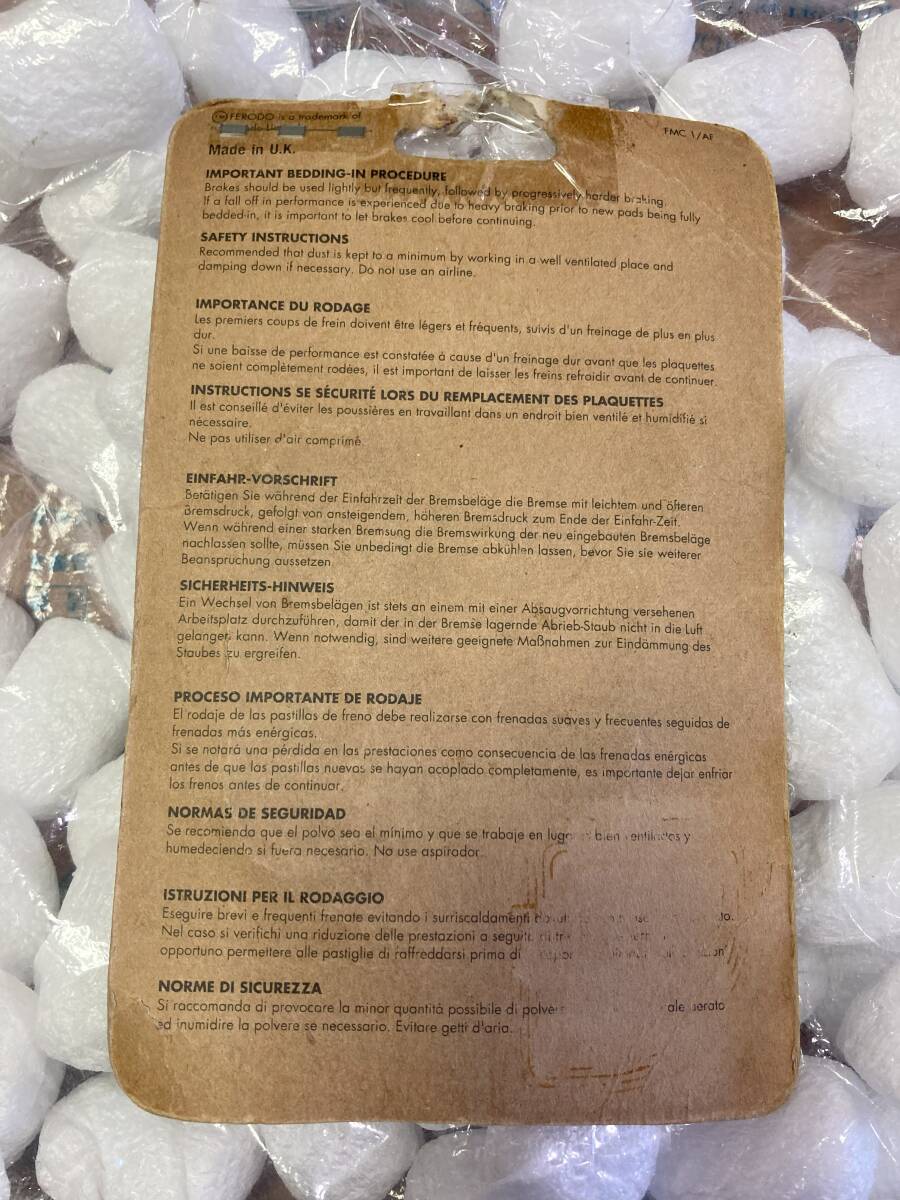 FERODO is a trademark of
Made in U.K.
FMC 1/AF
IMPORTANT BEDDING-IN PROCEDURE
Brakes should be used lightly but frequently, followed by progressively harder braking.
If a fall off in performance is experienced due to heavy braking prior to new pads being fully
bedded-in, it is important to let brakes cool before continuing.
SAFETY INSTRUCTIONS
Recommended that dust is kept to a minimum by working in a well ventilated place and
damping down if necessary. Do not use an airline.
IMPORTANCE DU RODAGE
Les premiers coups de frein doivent être légers et fréquents, suivis d'un freinage de plus en plus
dur.
Si une baisse de performance est constatée à cause d'un freinage dur avant que les plaquettes
ne soient complètement rodées, il est important de laisser les freins refroidir avant de continuer.
INSTRUCTIONS SE SÉCURITÉ LORS DU REMPLACEMENT DES PLAQUETTES
Il est conseillé d'éviter les poussières en travaillant dans un endroit bien ventilé et humidifié si
nécessaire.
Ne pas utiliser d'air comprimé.
EINFAHR-VORSCHRIFT
Betätigen Sie während der Einfahrzeit der Bremsbeläge die Bremse mit leichtem und öfteren
Bremsdruck, gefolgt von ansteigendem, höheren Bremsdruck zum Ende der Einfahr-Zeit.
Wenn während einer starken Bremsung die Bremswirkung der neu eingebauten Bremsbeläge
nachlassen sollte, müssen Sie unbedingt die Bremse abkühlen lassen, bevor Sie sie weiterer
Beanspruchung aussetzen.
SICHERHEITS-HINWEIS
Ein Wechsel von Bremsbelägen ist stets an einem mit einer Absaugvorrichtung versehenen
Arbeitsplatz durchzuführen, damit der in der Bremse lagernde Abrieb-Staub nicht in die Luft
gelangen kann. Wenn notwendig, sind weitere geeignete Maßnahmen zur Eindämmung des
Staubes zu ergreifen.
PROCESO IMPORTANTE DE RODAJE
El rodaje de las pastillas de freno debe realizarse con frenadas suaves y frecuentes seguidas de
frenadas más enérgicas.
Si se notará una pérdida en las prestaciones como consecuencia de las frenadas enérgicas
antes de que las pastillas nuevas se hayan acoplado completamente, es importante dejar enfriar
los frenos antes de continuar.
NORMAS DE SEGURIDAD
Se recomienda que el polvo sea el mínimo y que se trabaje en lugares bien ventilados y
humedeciendo si fuera necesario. No use aspirador.
ISTRUZIONI PER IL RODAGGIO
Eseguire brevi e frequenti frenate evitando i surriscaldamenti
Nel caso si verifichi una riduzione delle prestazioni a seguito
opportuno permettere alle pastiglie di raffreddarsi prima di
NORME DI SICUREZZA
Si raccomanda di provocare la minor quantità possibile di polvere aerato
ed inumidire la polvere se necessario. Evitare getti d'aria.